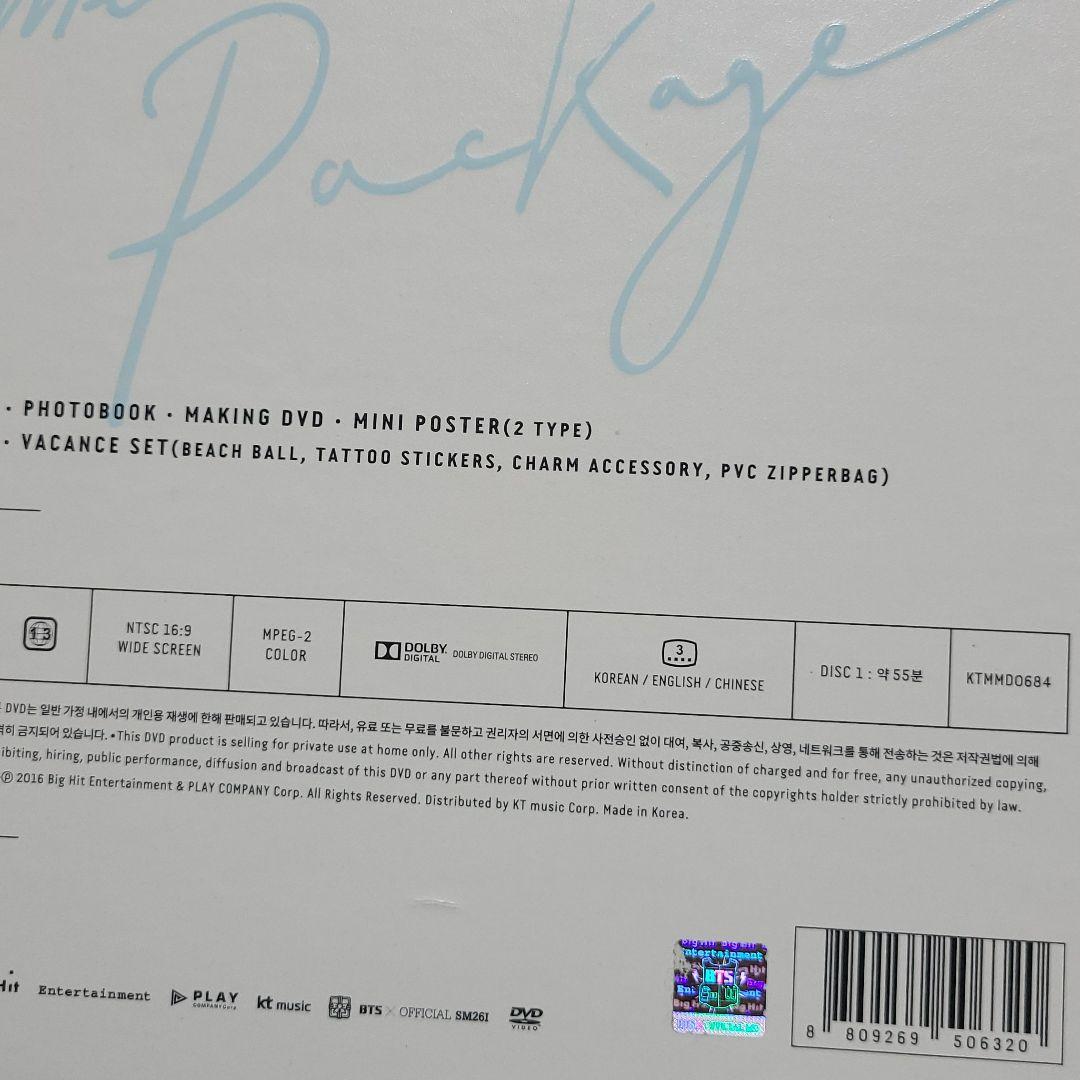 Package
· PHOTOBOOK · MAKING DVD · MINI POSTER(2 TYPE)
· VACANCE SET(BEACH BALL, TATTOO STICKERS, CHARM ACCESSORY, PVC ZIPPERBAG)
1 3
NTSC 16:9
WIDE SCREEN
MPEG-2
COLOR
DOLBY
DIGITAL
DOLBY DIGITAL STEREO
3
KOREAN / ENGLISH / CHINESE
DISC 1 : 약 55분
KTMMD0684
DVD는 일반 가정 내에서의 개인용 재생에 한해 판매되고 있습니다. 따라서, 유료 또는 무료를 불문하고 권리자의 서면에 의한 사전승인 없이 대여, 복사, 공중송신, 상영, 네트워크를 통해 전송하는 것은 저작권법에 의해
격히 금지되어 있습니다. •This DVD product is selling for private use at home only. All other rights are reserved. Without distinction of charged and for free, any unauthorized copying,
ibiting, hiring, public performance, diffusion and broadcast of this DVD or any part thereof without prior written consent of the copyrights holder strictly prohibited by law.
℗ 2016 Big Hit Entertainment & PLAY COMPANY Corp. All Rights Reserved. Distributed by KT music Corp. Made in Korea.
Hit Entertainment
PLAY
COMPANY Corp
kt music
BTS × OFFICIAL SM261
DVD
VIDEO
Big Hit
Entertainment
BTS
8 809269 506320